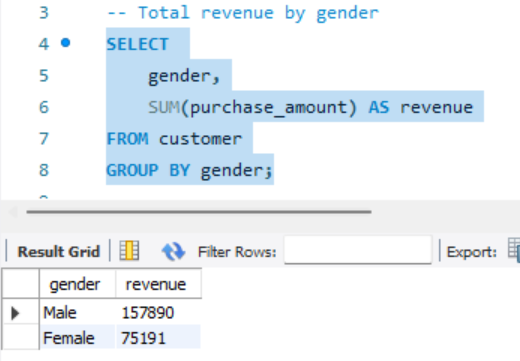 3 -- Total revenue by gender
4 SELECT
5 gender,
6 SUM(purchase_amount) AS revenue
7 FROM customer
8 GROUP BY gender;
Result Grid Filter Rows: Export:
gender revenue
Male 157890
Female 75191